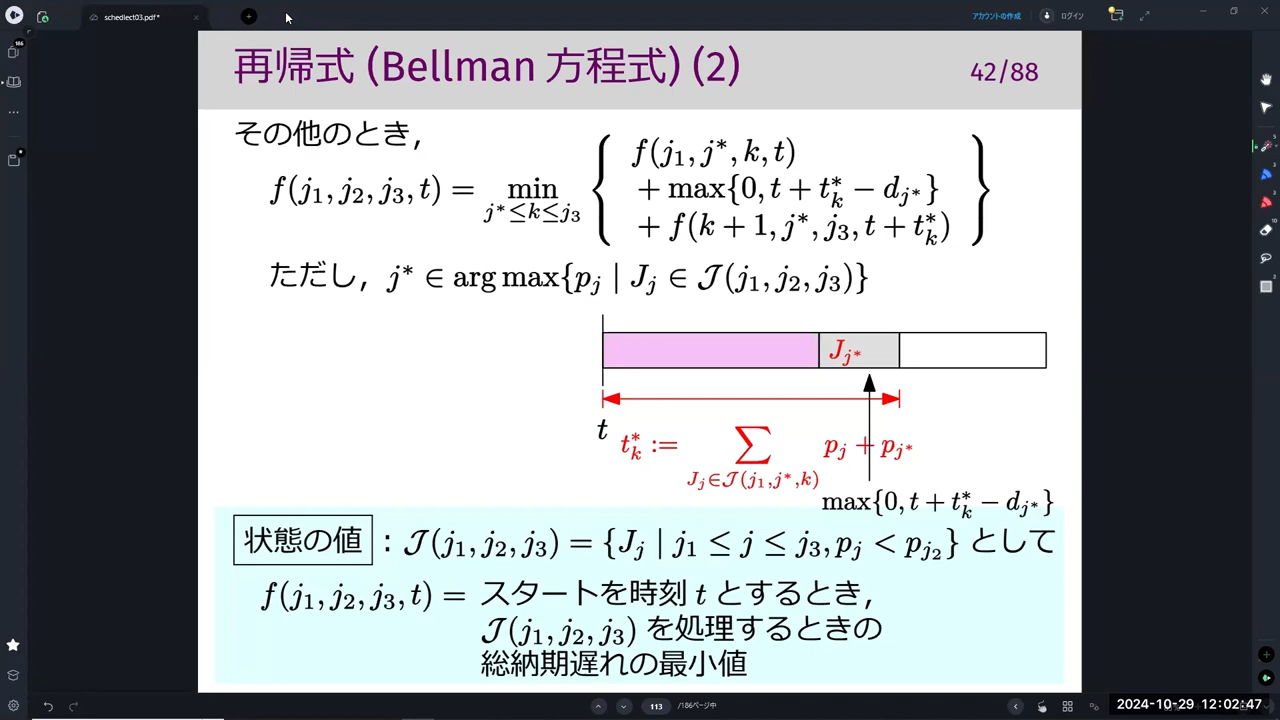 schedlect03.pdf*
アカウントの作成
ログイン
186
再帰式 (Bellman 方程式) (2)
42/88
その他のとき,
f(j₁, j₂, j₃, t) = min_{j*≤k≤j₃} { f(j₁, j*, k, t)
+ max{0, t + t*_k − d_{j*}}
+ f(k + 1, j*, j₃, t + t*_k) }
ただし, j* ∈ arg max{p_j | J_j ∈ 𝒥(j₁, j₂, j₃)}
J_{j*}
t
t*_k := ∑_{J_j∈𝒥(j₁,j*,k)} p_j + p_{j*}
max{0, t + t*_k − d_{j*}}
状態の値 : 𝒥(j₁, j₂, j₃) = {J_j | j₁ ≤ j ≤ j₃, p_j < p_{j₂}} として
f(j₁, j₂, j₃, t) = スタートを時刻 t とするとき,
𝒥(j₁, j₂, j₃) を処理するときの
総納期遅れの最小値
113
/186ページ中
2024-10-29 12:02:47